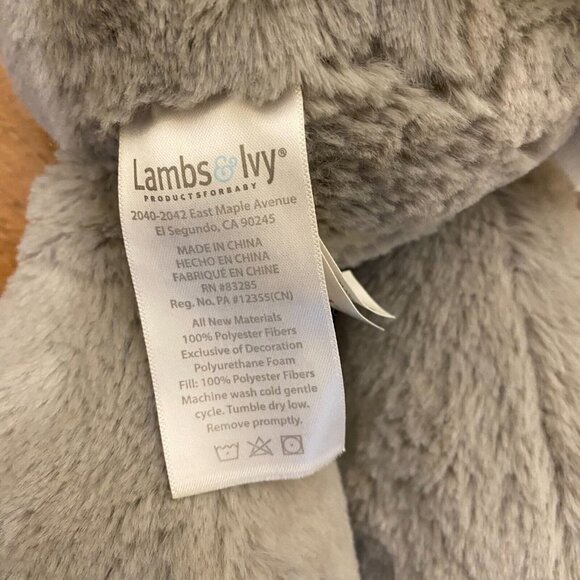 Lambs & Ivy®
PRODUCTSFORBABY
2040-2042 East Maple Avenue
El Segundo, CA 90245
MADE IN CHINA
HECHO EN CHINA
FABRIQUÉ EN CHINE
RN #83285
Reg. No. PA #12355(CN)
All New Materials
100% Polyester Fibers
Exclusive of Decoration
Polyurethane Foam
Fill: 100% Polyester Fibers
Machine wash cold gentle
cycle. Tumble dry low.
Remove promptly.